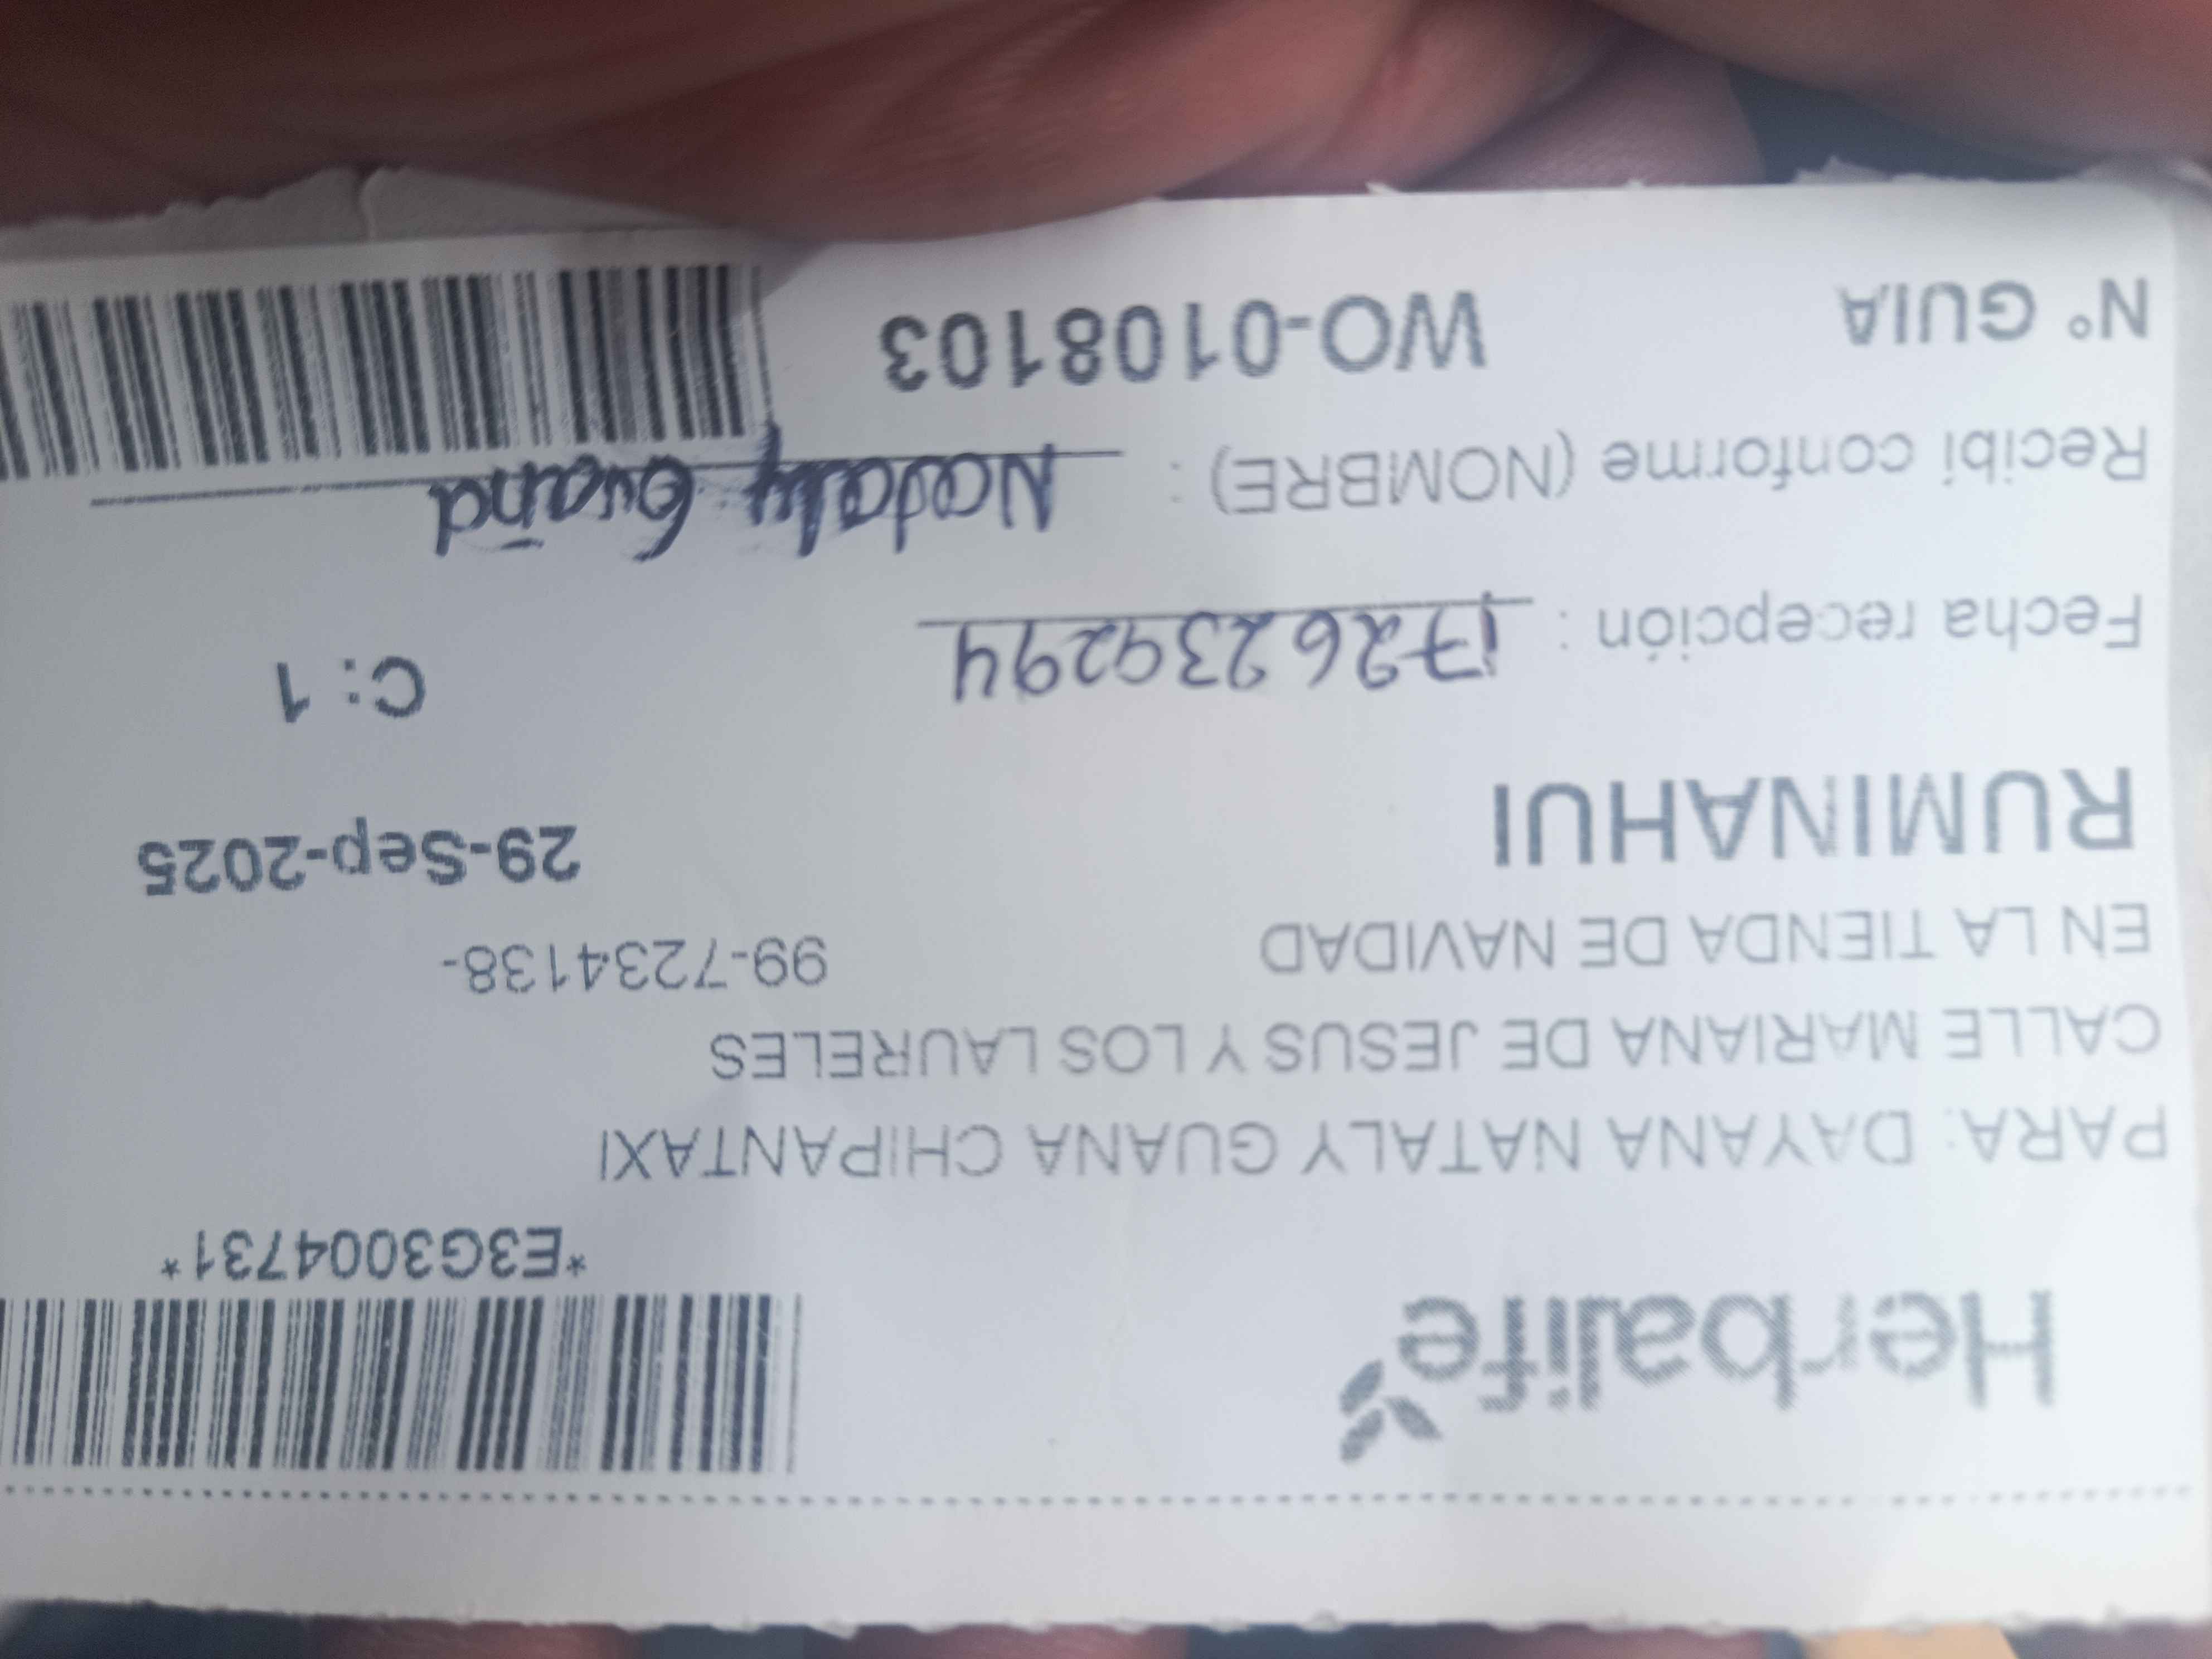 Herbalife
*E3G3004731*
PARA: DAYANA NATALY GUANA CHIPANTAXI
CALLE MARIANA DE JESUS Y LOS LAURELES
EN LA TIENDA DE NAVIDAD 99-7234138-
RUMINAHUI 29-Sep-2025
Fecha recepción : 1726239294 C: 1
Recibi conforme (NOMBRE) : Nataly Guaña
N° GUIA WO-0108103